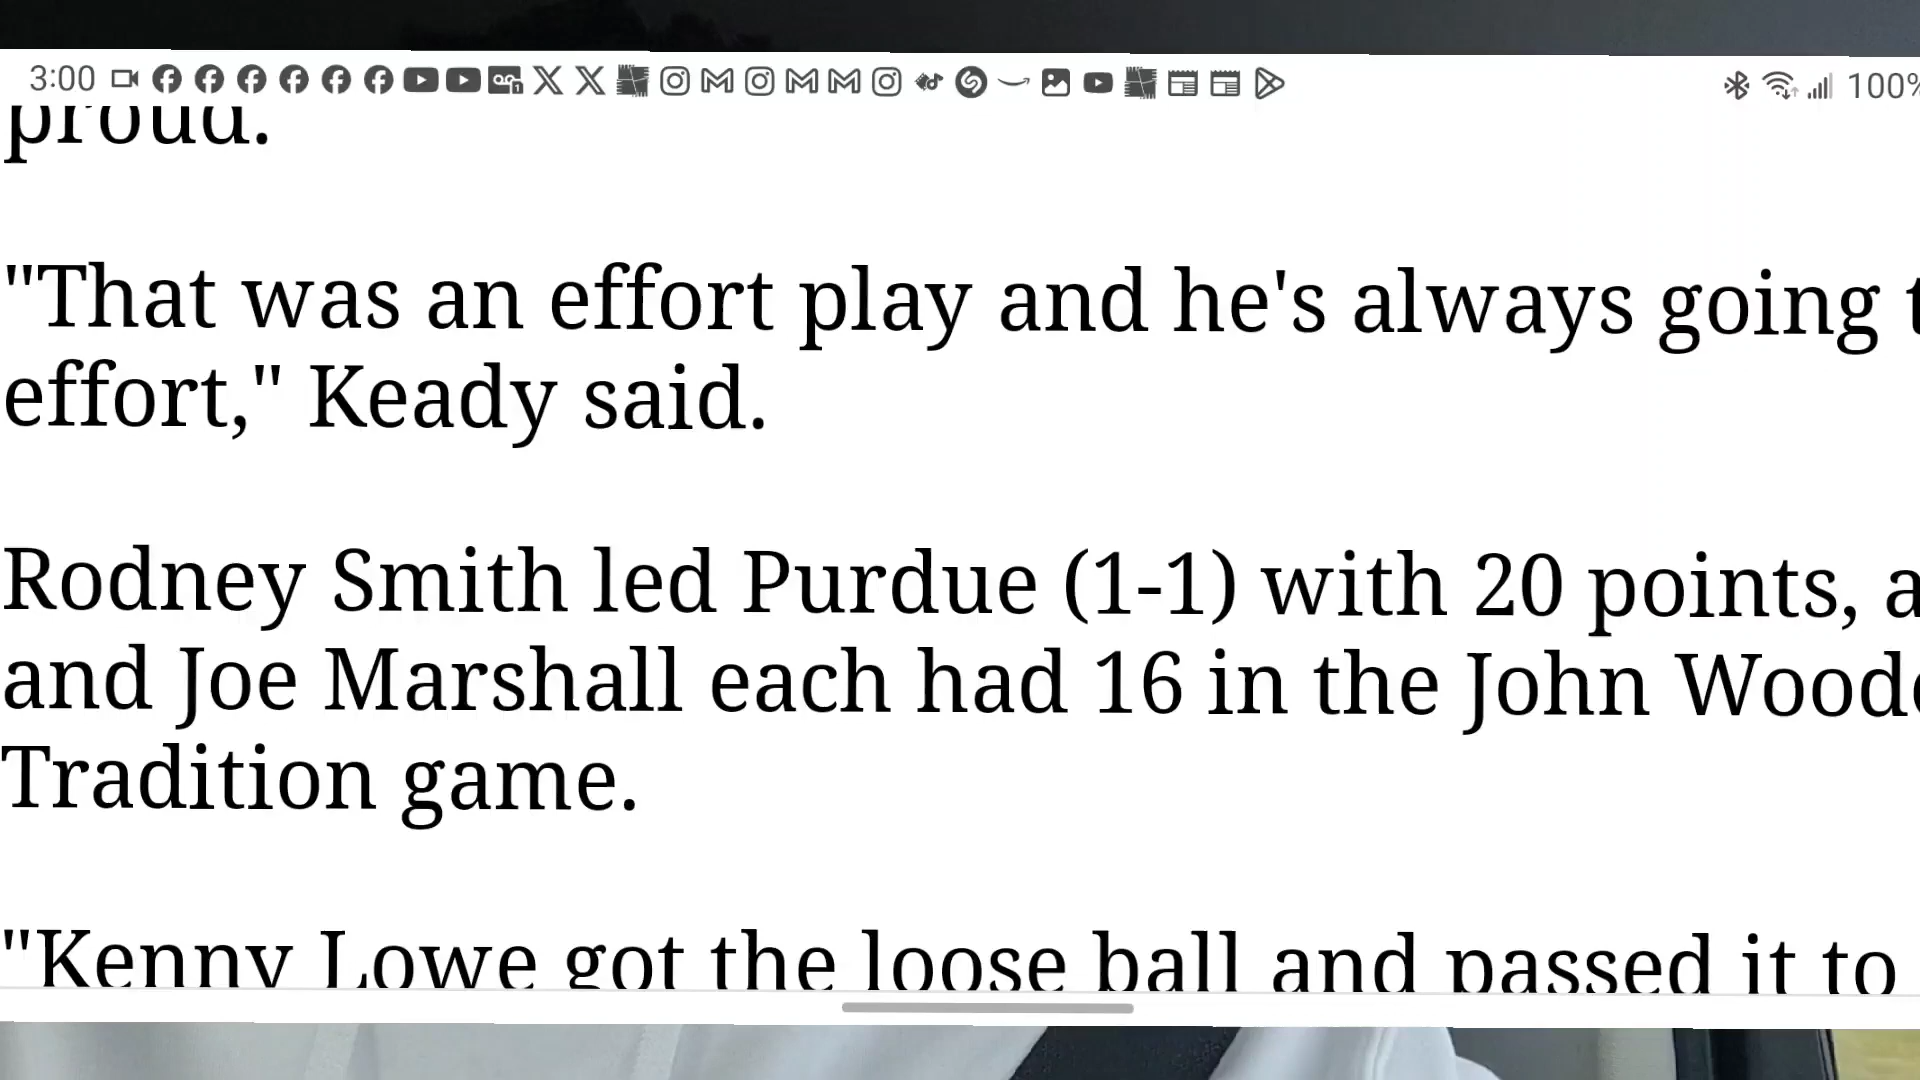 3:00 100%
proud.
"That was an effort play and he's always going
effort," Keady said.
Rodney Smith led Purdue (1-1) with 20 points,
and Joe Marshall each had 16 in the John
Tradition game.
"Kenny Lowe got the loose ball and passed it to